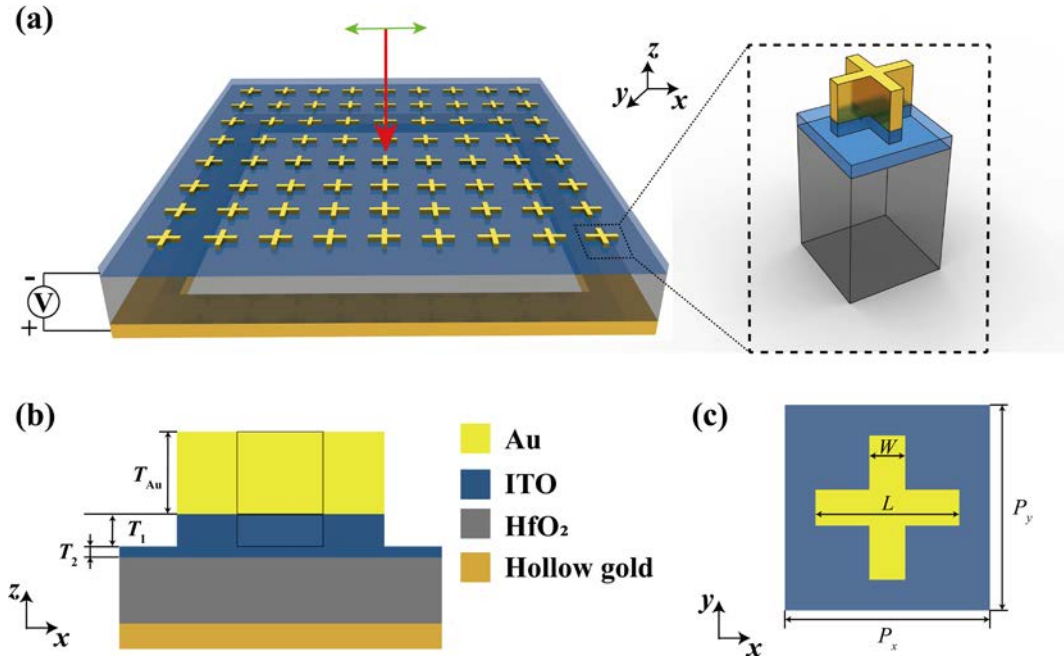 (a)
z
y
x
-
V
+
(b)
T_Au
T_1
T_2
z
x
Au
ITO
HfO₂
Hollow gold
(c)
W
L
P_y
P_x
y
x